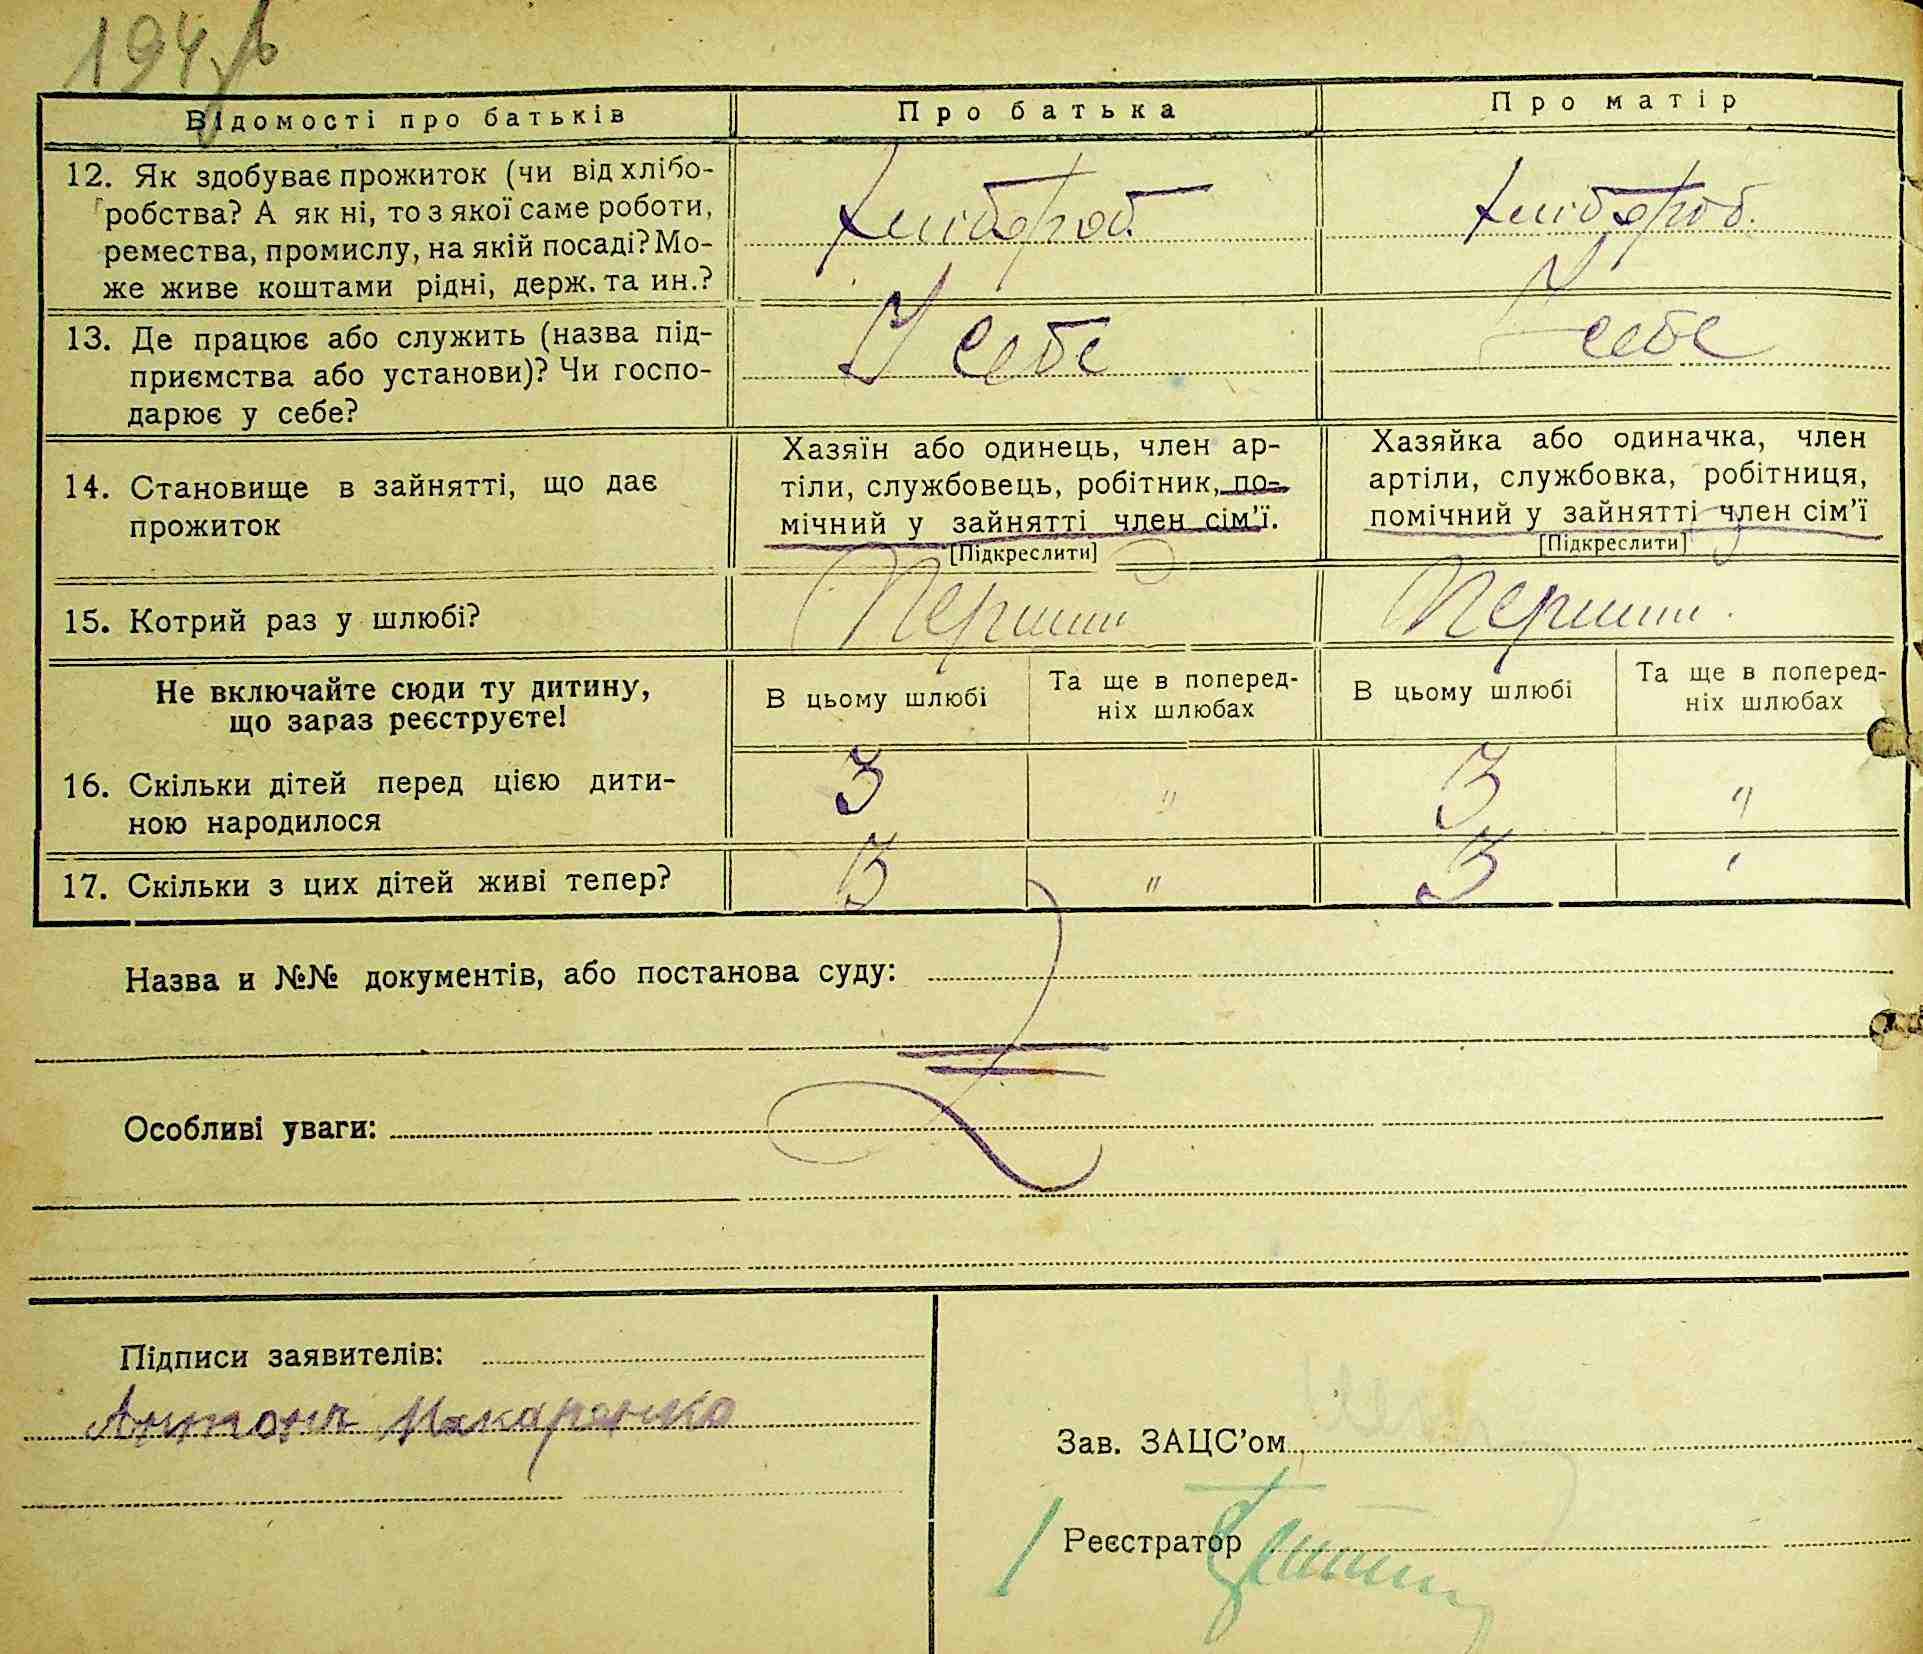 194
Відомості про батьків
Про батька
Про матір
12. Як здобуває прожиток (чи від хлібо-
робства? А як ні, то з якої саме роботи,
ремества, промислу, на якій посаді? Мо-
же живе коштами рідні, держ. та ин.?
Хлібороб
Хлібороб.
13. Де працює або служить (назва під-
приємства або установи)? Чи госпо-
дарює у себе?
У себе
У себе
14. Становище в зайнятті, що дає
прожиток
Хазяїн або одинець, член ар-
тіли, службовець, робітник, по-
мічний у зайнятті член сім'ї.
[Підкреслити]
Хазяйка або одиначка, член
артіли, службовка, робітниця,
помічний у зайнятті член сім'ї
[Підкреслити]
15. Котрий раз у шлюбі?
Перший
Перший.
Не включайте сюди ту дитину,
що зараз реєструєте!
В цьому шлюбі
Та ще в поперед-
ніх шлюбах
В цьому шлюбі
Та ще в поперед-
ніх шлюбах
16. Скільки дітей перед цією дити-
ною народилося
3 " 3 "
17. Скільки з цих дітей живі тепер?
3 " 3 '
Назва и №№ документів, або постанова суду:
Особливі уваги:
Підписи заявителів:
Антонъ Макаренко
Зав. ЗАЦС'ом
Реєстратор